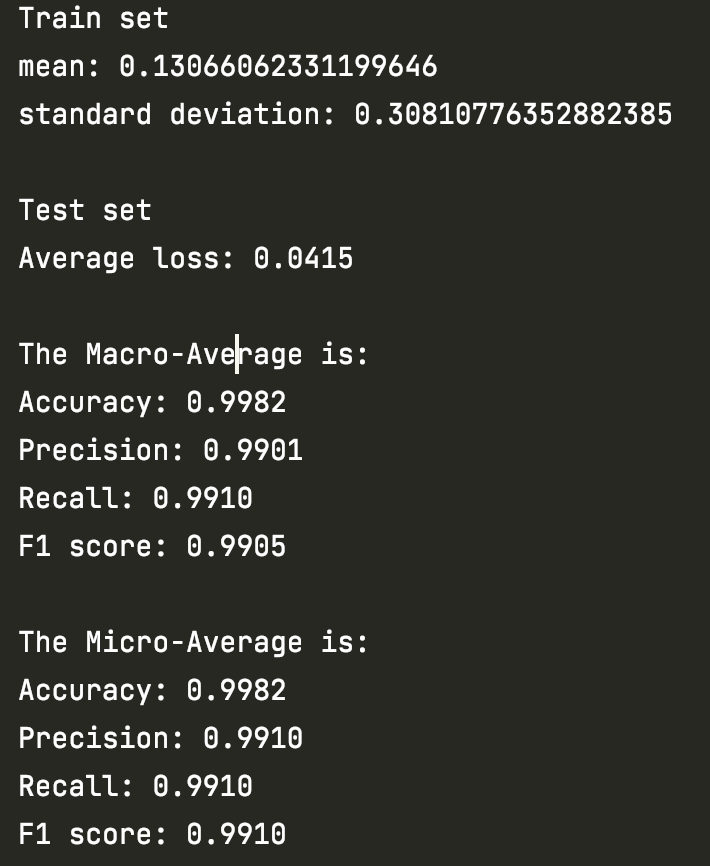 Train set
mean: 0.13066062331199646
standard deviation: 0.30810776352882385
Test set
Average loss: 0.0415
The Macro-Average is:
Accuracy: 0.9982
Precision: 0.9901
Recall: 0.9910
F1 score: 0.9905
The Micro-Average is:
Accuracy: 0.9982
Precision: 0.9910
Recall: 0.9910
F1 score: 0.9910